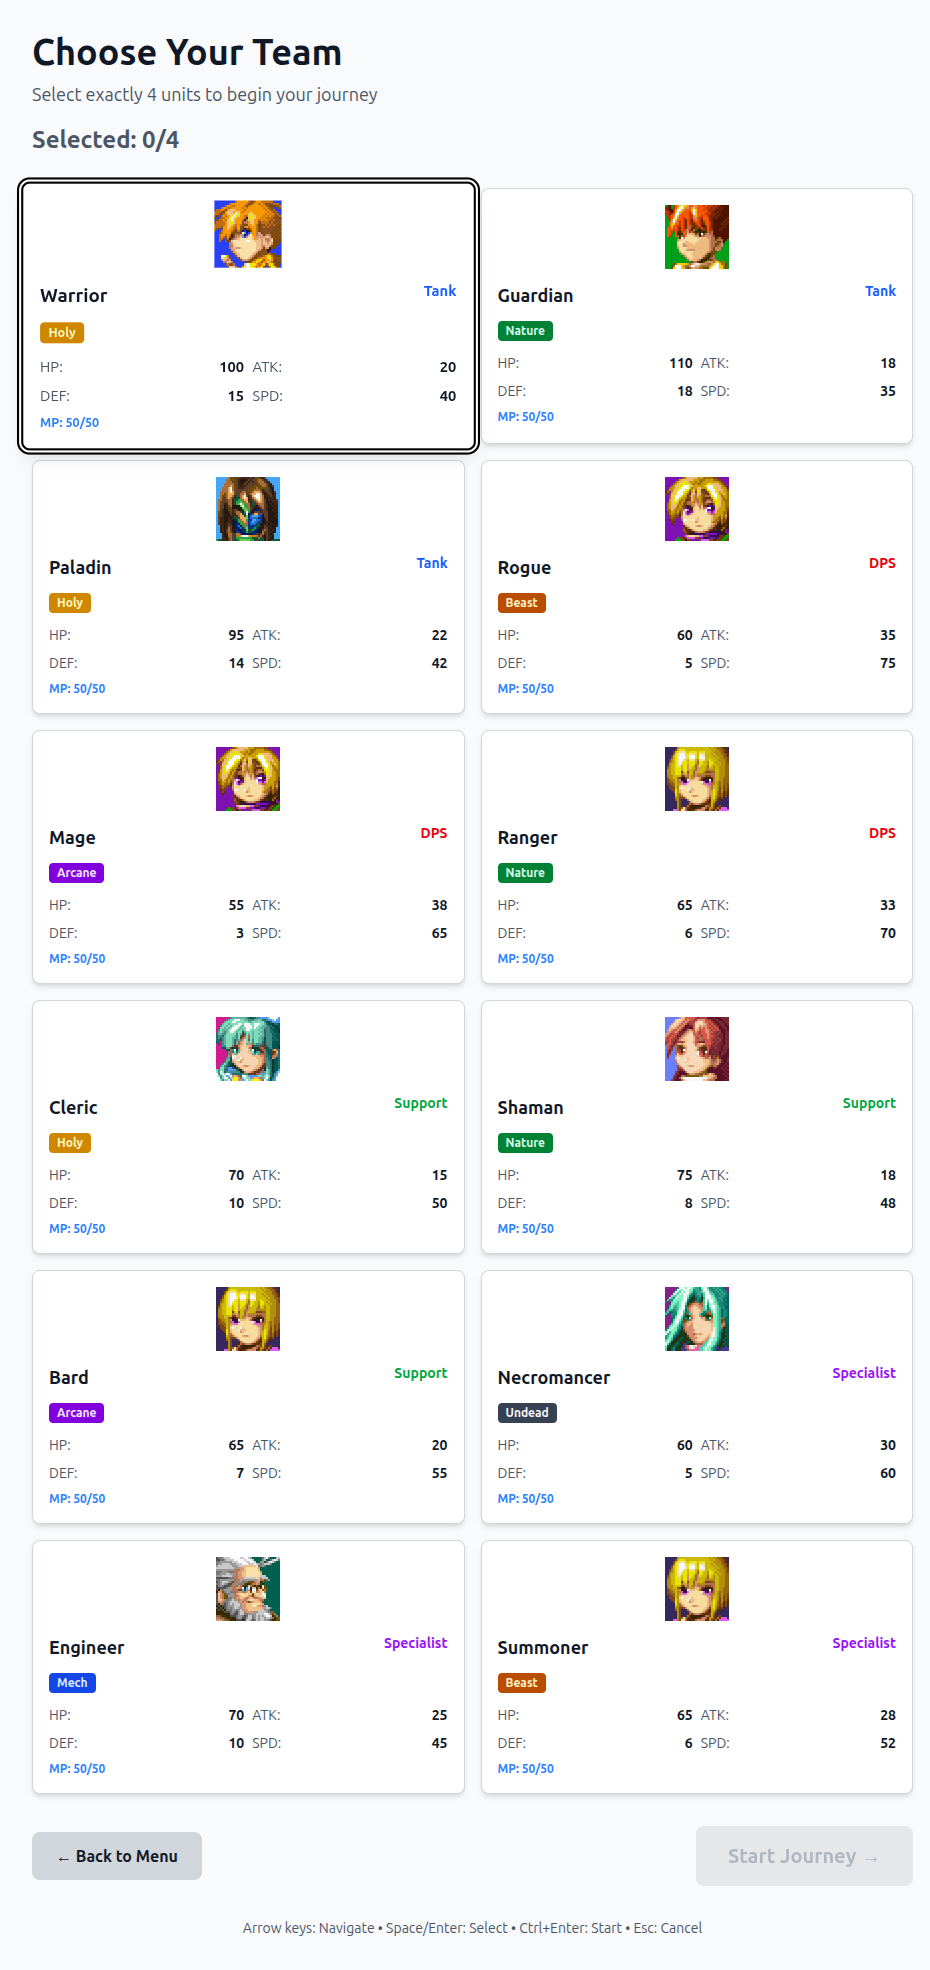 Choose Your Team
Select exactly 4 units to begin your journey
Selected: 0/4
Warrior Tank
Holy
HP: 100 ATK: 20
DEF: 15 SPD: 40
MP: 50/50
Guardian Tank
Nature
HP: 110 ATK: 18
DEF: 18 SPD: 35
MP: 50/50
Paladin Tank
Holy
HP: 95 ATK: 22
DEF: 14 SPD: 42
MP: 50/50
Rogue DPS
Beast
HP: 60 ATK: 35
DEF: 5 SPD: 75
MP: 50/50
Mage DPS
Arcane
HP: 55 ATK: 38
DEF: 3 SPD: 65
MP: 50/50
Ranger DPS
Nature
HP: 65 ATK: 33
DEF: 6 SPD: 70
MP: 50/50
Cleric Support
Holy
HP: 70 ATK: 15
DEF: 10 SPD: 50
MP: 50/50
Shaman Support
Nature
HP: 75 ATK: 18
DEF: 8 SPD: 48
MP: 50/50
Bard Support
Arcane
HP: 65 ATK: 20
DEF: 7 SPD: 55
MP: 50/50
Necromancer Specialist
Undead
HP: 60 ATK: 30
DEF: 5 SPD: 60
MP: 50/50
Engineer Specialist
Mech
HP: 70 ATK: 25
DEF: 10 SPD: 45
MP: 50/50
Summoner Specialist
Beast
HP: 65 ATK: 28
DEF: 6 SPD: 52
MP: 50/50
← Back to Menu
Start Journey →
Arrow keys: Navigate • Space/Enter: Select • Ctrl+Enter: Start • Esc: Cancel